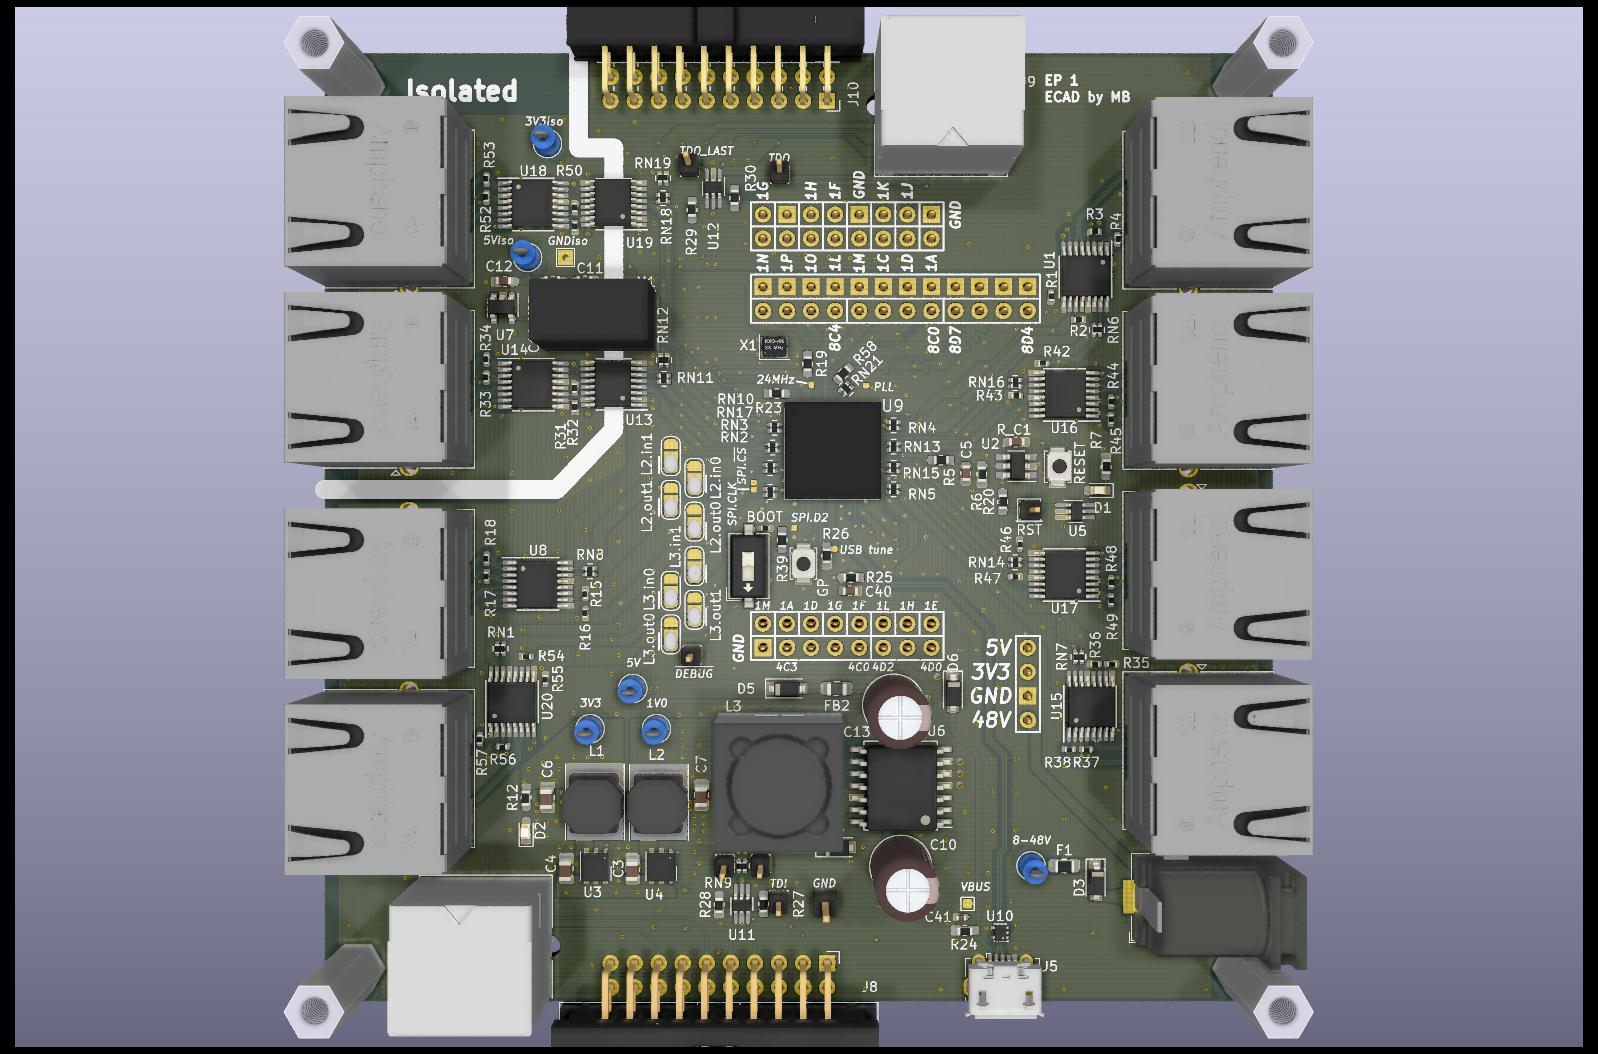 Isolated
J10
9 EP 1
ECAD by MB
3V3iso
TDO_LAST
TDO
R53
U18 R50
RN19
R30
1G 1H 1F GND 1K 1J
R52
RN18
R29
U12
GND
R3
R4
5Viso
GNDiso
U19
C12
C11
1N 1P 1O 1L 1M 1C 1D 1A
U1
R1
U7
R34
U14
RN12
R2
RN6
X1
8C4
8C0
8D7
8D4
R19
R58
RN21
24MHz
PLL
R42
RN11
R33
R31
R32
U13
RN10
RN17
RN3
RN2
R23
U9
RN16
R43
R44
U16
R45
RN4
RN13
RN15
RN5
R_C1
U2
C5
R5
R6
R20
R7
RESET
D1
L2.in1
L2.in0
SPI.CS
SPI.CLK
L2.out1
L2.out0
BOOT
SPI.D2
R26
USB tune
R39
GP
R25
C40
RST
U5
R46
RN14
R47
U17
R48
R49
R18
U8
RN8
R17
R15
R16
L3.in1
L3.in0
L3.out0
L3.out1
1M 1A 1D 1G 1F 1L 1H 1E
GND
4C3
4C0
4D2
4D0
RN1
R54
R55
U20
R57
R56
5V
DEBUG
3V3
1V0
D5
FB2
D6
5V
3V3
GND
48V
RN7
R36
R35
U15
R38
R37
L1
L2
L3
C13
U6
C6
C7
R12
D2
C4
C3
U3
U4
C10
RN9
TDI
GND
R28
R27
U11
8-48V
F1
D3
VBUS
C41
U10
R24
J5
J8